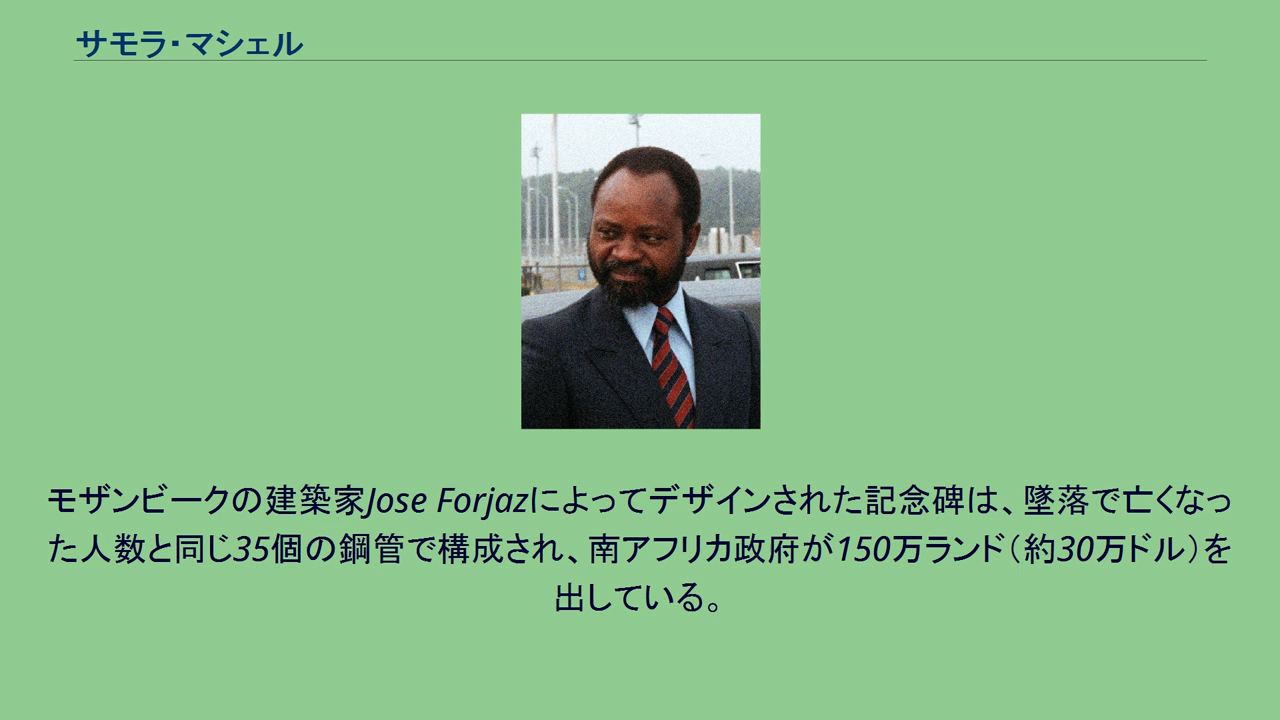 サモラ・マシェル
モザンビークの建築家Jose Forjazによってデザインされた記念碑は、墜落で亡くなっ
た人数と同じ35個の鋼管で構成され、南アフリカ政府が150万ランド（約30万ドル）を
出している。